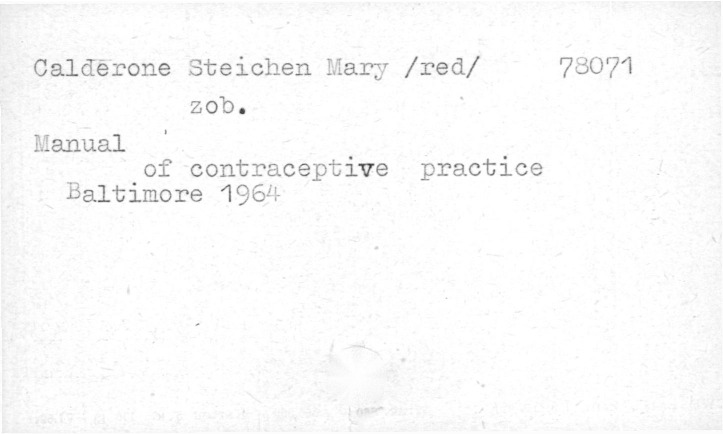 Calderone Steichen Mary /red/ 78071
zob.
Manual
of contraceptive practice
Baltimore 1964